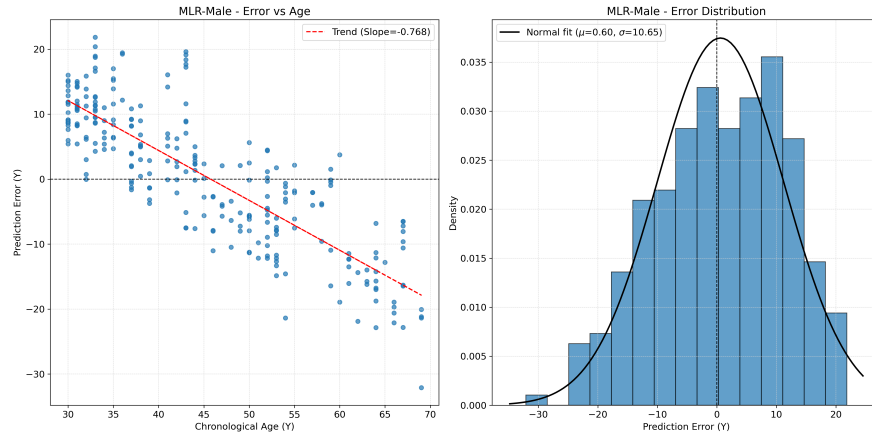 MLR-Male - Error vs Age
Trend (Slope=-0.768)
20
10
0
−10
−20
−30
Prediction Error (Y)
30 35 40 45 50 55 60 65 70
Chronological Age (Y)
MLR-Male - Error Distribution
Normal fit (μ=0.60, σ=10.65)
0.035
0.030
0.025
0.020
0.015
0.010
0.005
0.000
Density
−30 −20 −10 0 10 20
Prediction Error (Y)